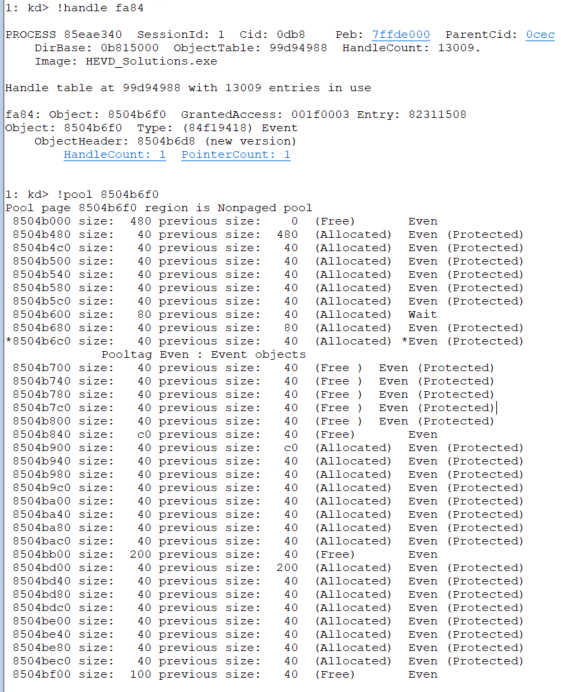 1: kd> !handle fa84
PROCESS 85eae340  SessionId: 1  Cid: 0db8    Peb: 7ffde000  ParentCid: 0cec
    DirBase: 0b815000  ObjectTable: 99d94988  HandleCount: 13009.
    Image: HEVD_Solutions.exe
Handle table at 99d94988 with 13009 entries in use
fa84: Object: 8504b6f0  GrantedAccess: 001f0003 Entry: 82311508
Object: 8504b6f0  Type: (84f19418) Event
    ObjectHeader: 8504b6d8 (new version)
        HandleCount: 1  PointerCount: 1
1: kd> !pool 8504b6f0
Pool page 8504b6f0 region is Nonpaged pool
 8504b000 size:  480 previous size:    0  (Free)       Even
 8504b480 size:   40 previous size:  480  (Allocated)  Even (Protected)
 8504b4c0 size:   40 previous size:   40  (Allocated)  Even (Protected)
 8504b500 size:   40 previous size:   40  (Allocated)  Even (Protected)
 8504b540 size:   40 previous size:   40  (Allocated)  Even (Protected)
 8504b580 size:   40 previous size:   40  (Allocated)  Even (Protected)
 8504b5c0 size:   40 previous size:   40  (Allocated)  Even (Protected)
 8504b600 size:   80 previous size:   40  (Allocated)  Wait
 8504b680 size:   40 previous size:   80  (Allocated)  Even (Protected)
*8504b6c0 size:   40 previous size:   40  (Allocated) *Even (Protected)
            Pooltag Even : Event objects
 8504b700 size:   40 previous size:   40  (Free )  Even (Protected)
 8504b740 size:   40 previous size:   40  (Free )  Even (Protected)
 8504b780 size:   40 previous size:   40  (Free )  Even (Protected)
 8504b7c0 size:   40 previous size:   40  (Free )  Even (Protected)
 8504b800 size:   40 previous size:   40  (Free )  Even (Protected)
 8504b840 size:   c0 previous size:   40  (Free)       Even
 8504b900 size:   40 previous size:   c0  (Allocated)  Even (Protected)
 8504b940 size:   40 previous size:   40  (Allocated)  Even (Protected)
 8504b980 size:   40 previous size:   40  (Allocated)  Even (Protected)
 8504b9c0 size:   40 previous size:   40  (Allocated)  Even (Protected)
 8504ba00 size:   40 previous size:   40  (Allocated)  Even (Protected)
 8504ba40 size:   40 previous size:   40  (Allocated)  Even (Protected)
 8504ba80 size:   40 previous size:   40  (Allocated)  Even (Protected)
 8504bac0 size:   40 previous size:   40  (Allocated)  Even (Protected)
 8504bb00 size:  200 previous size:   40  (Free)       Even
 8504bd00 size:   40 previous size:  200  (Allocated)  Even (Protected)
 8504bd40 size:   40 previous size:   40  (Allocated)  Even (Protected)
 8504bd80 size:   40 previous size:   40  (Allocated)  Even (Protected)
 8504bdc0 size:   40 previous size:   40  (Allocated)  Even (Protected)
 8504be00 size:   40 previous size:   40  (Allocated)  Even (Protected)
 8504be40 size:   40 previous size:   40  (Allocated)  Even (Protected)
 8504be80 size:   40 previous size:   40  (Allocated)  Even (Protected)
 8504bec0 size:   40 previous size:   40  (Allocated)  Even (Protected)
 8504bf00 size:  100 previous size:   40  (Free)       Even